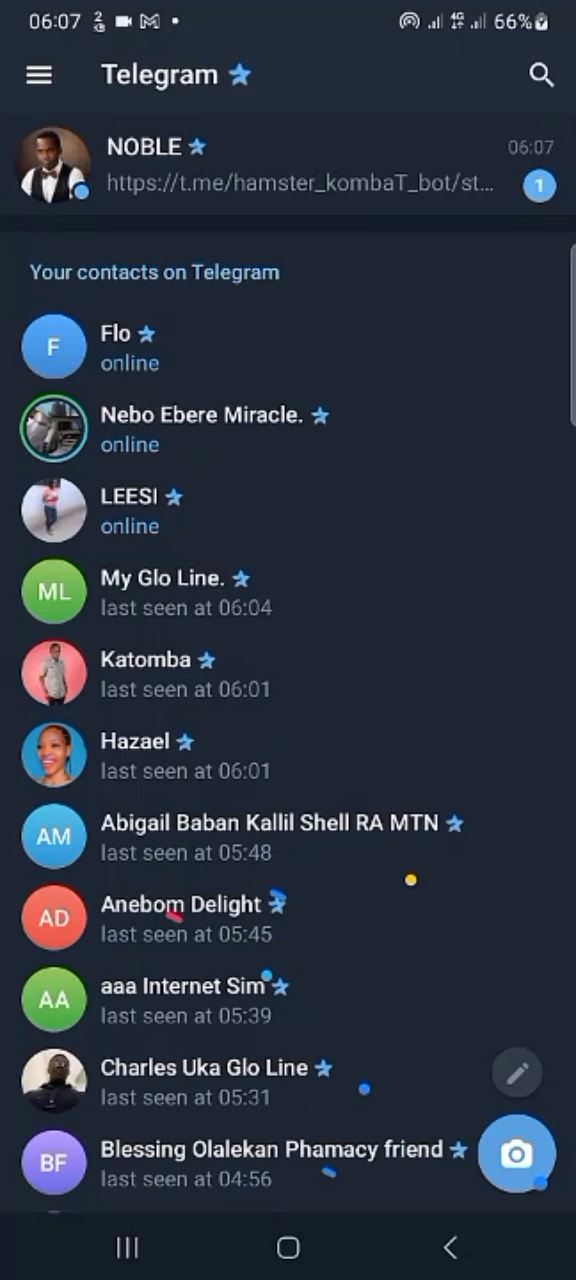 06:07 2 KB 4G 66%
Telegram
NOBLE 06:07
https://t.me/hamster_kombaT_bot/st... 1
Your contacts on Telegram
F Flo
online
Nebo Ebere Miracle.
online
LEESI
online
ML My Glo Line.
last seen at 06:04
Katomba
last seen at 06:01
Hazael
last seen at 06:01
AM Abigail Baban Kallil Shell RA MTN
last seen at 05:48
AD Anebom Delight
last seen at 05:45
AA aaa Internet Sim
last seen at 05:39
Charles Uka Glo Line
last seen at 05:31
BF Blessing Olalekan Phamacy friend
last seen at 04:56